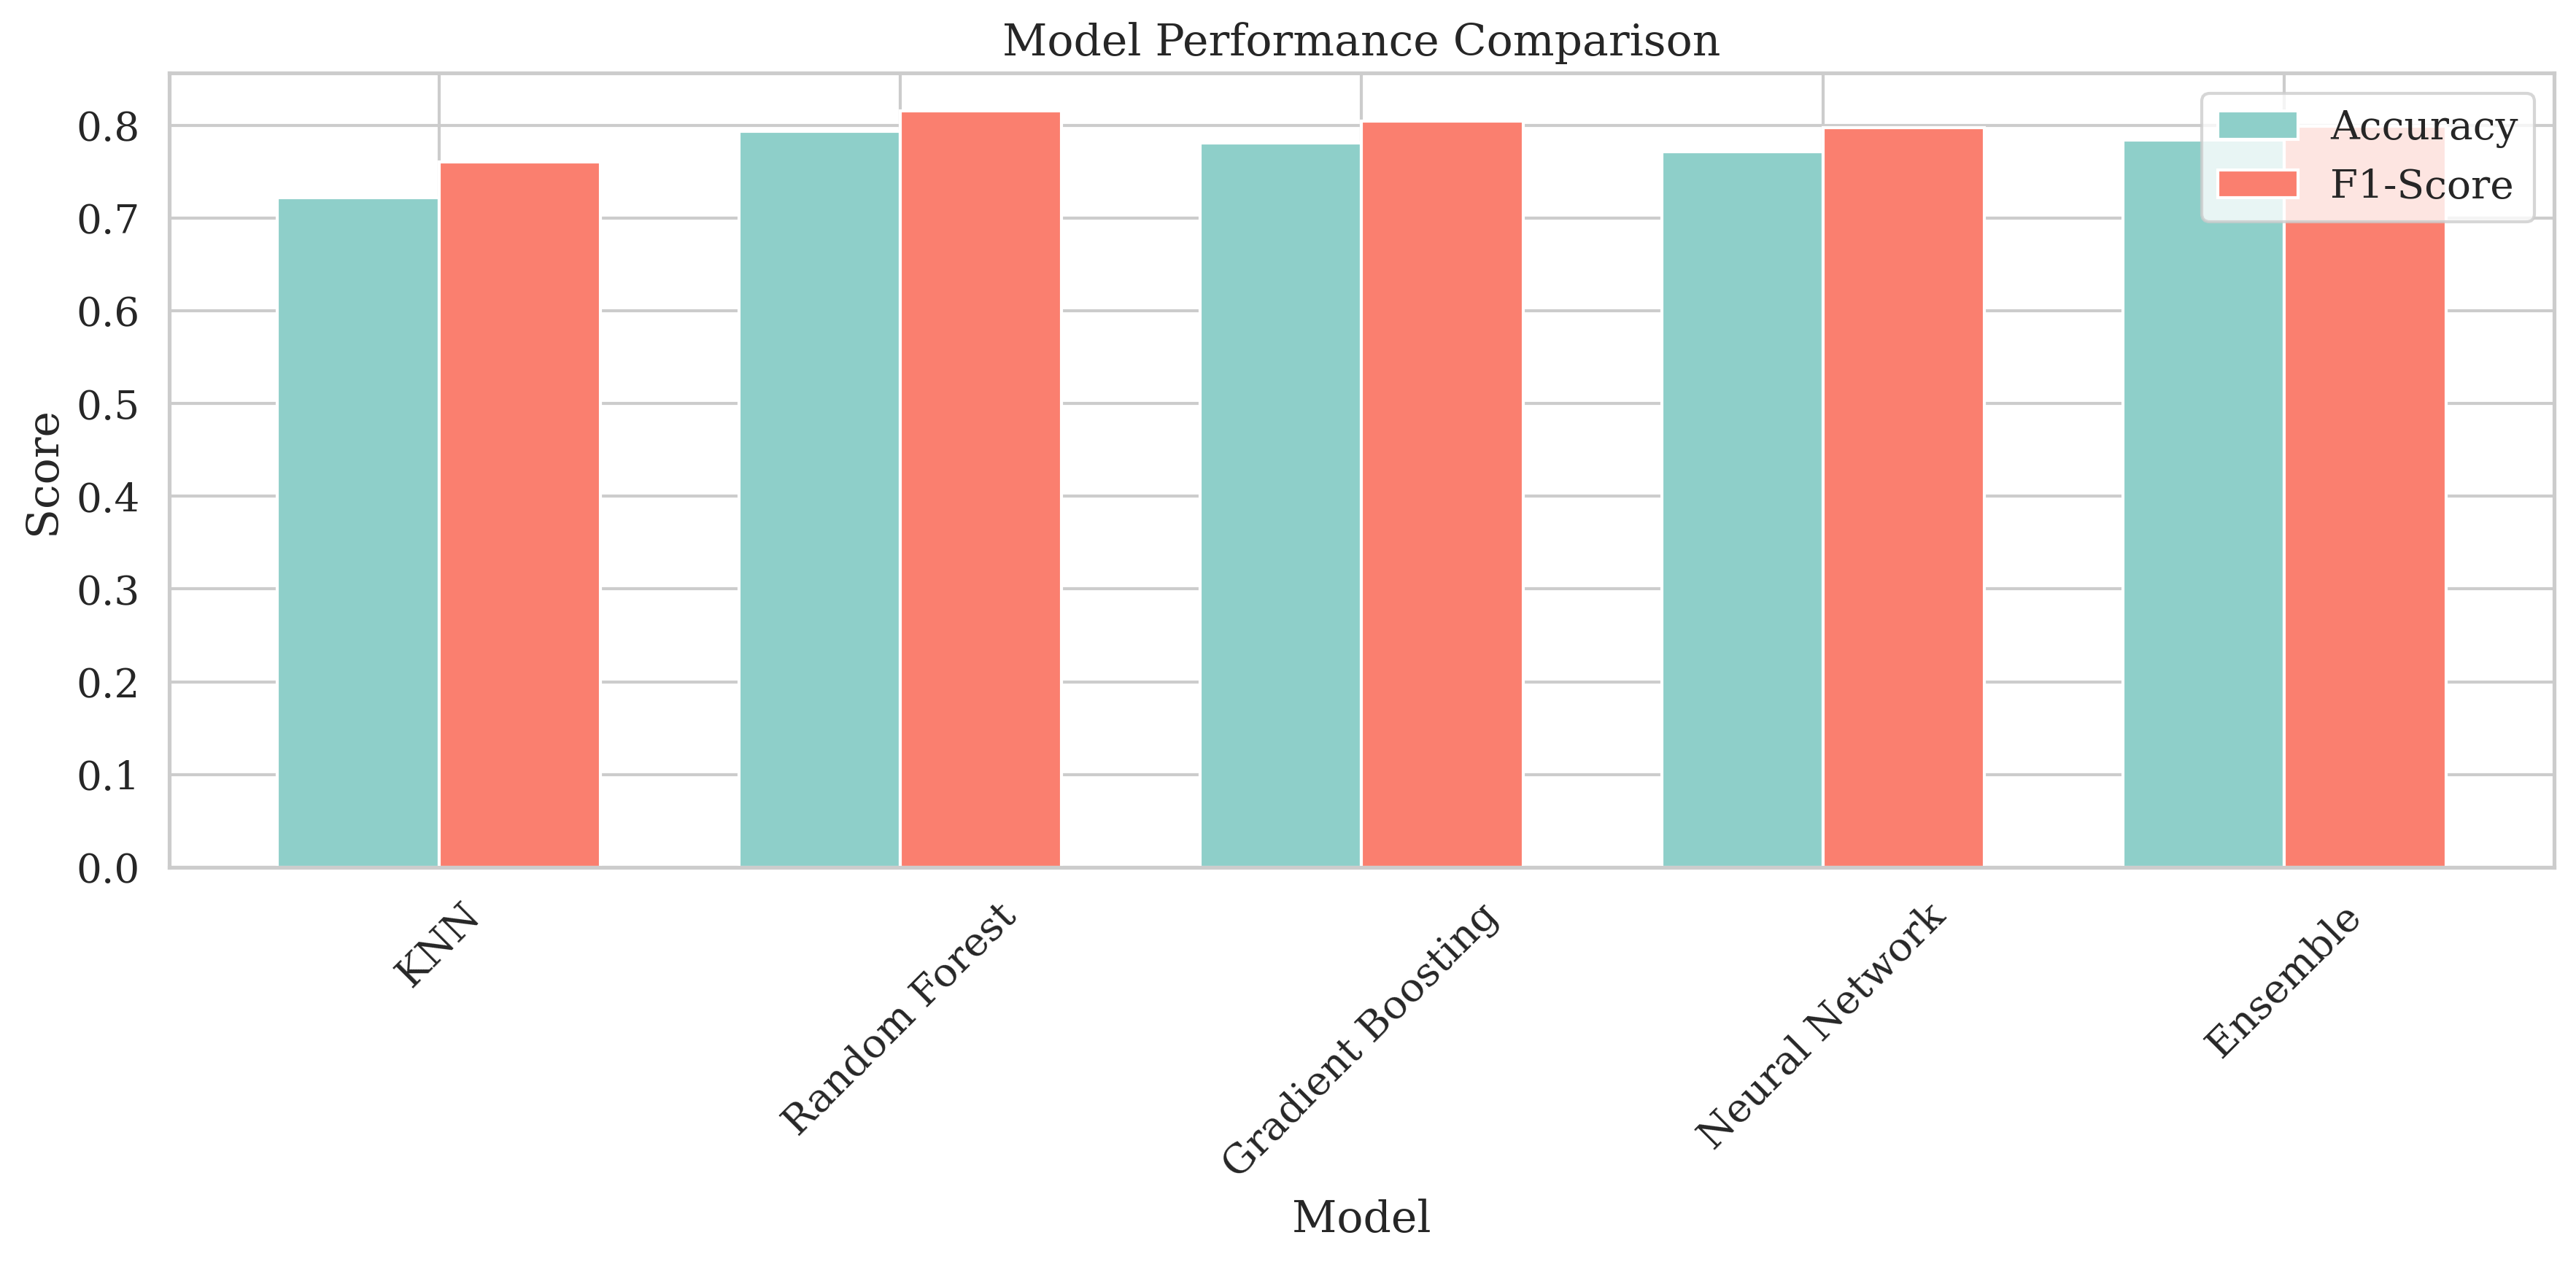 Model Performance Comparison
Accuracy
F1-Score
Score
0.8
0.7
0.6
0.5
0.4
0.3
0.2
0.1
0.0
KNN
Random Forest
Gradient Boosting
Neural Network
Ensemble
Model